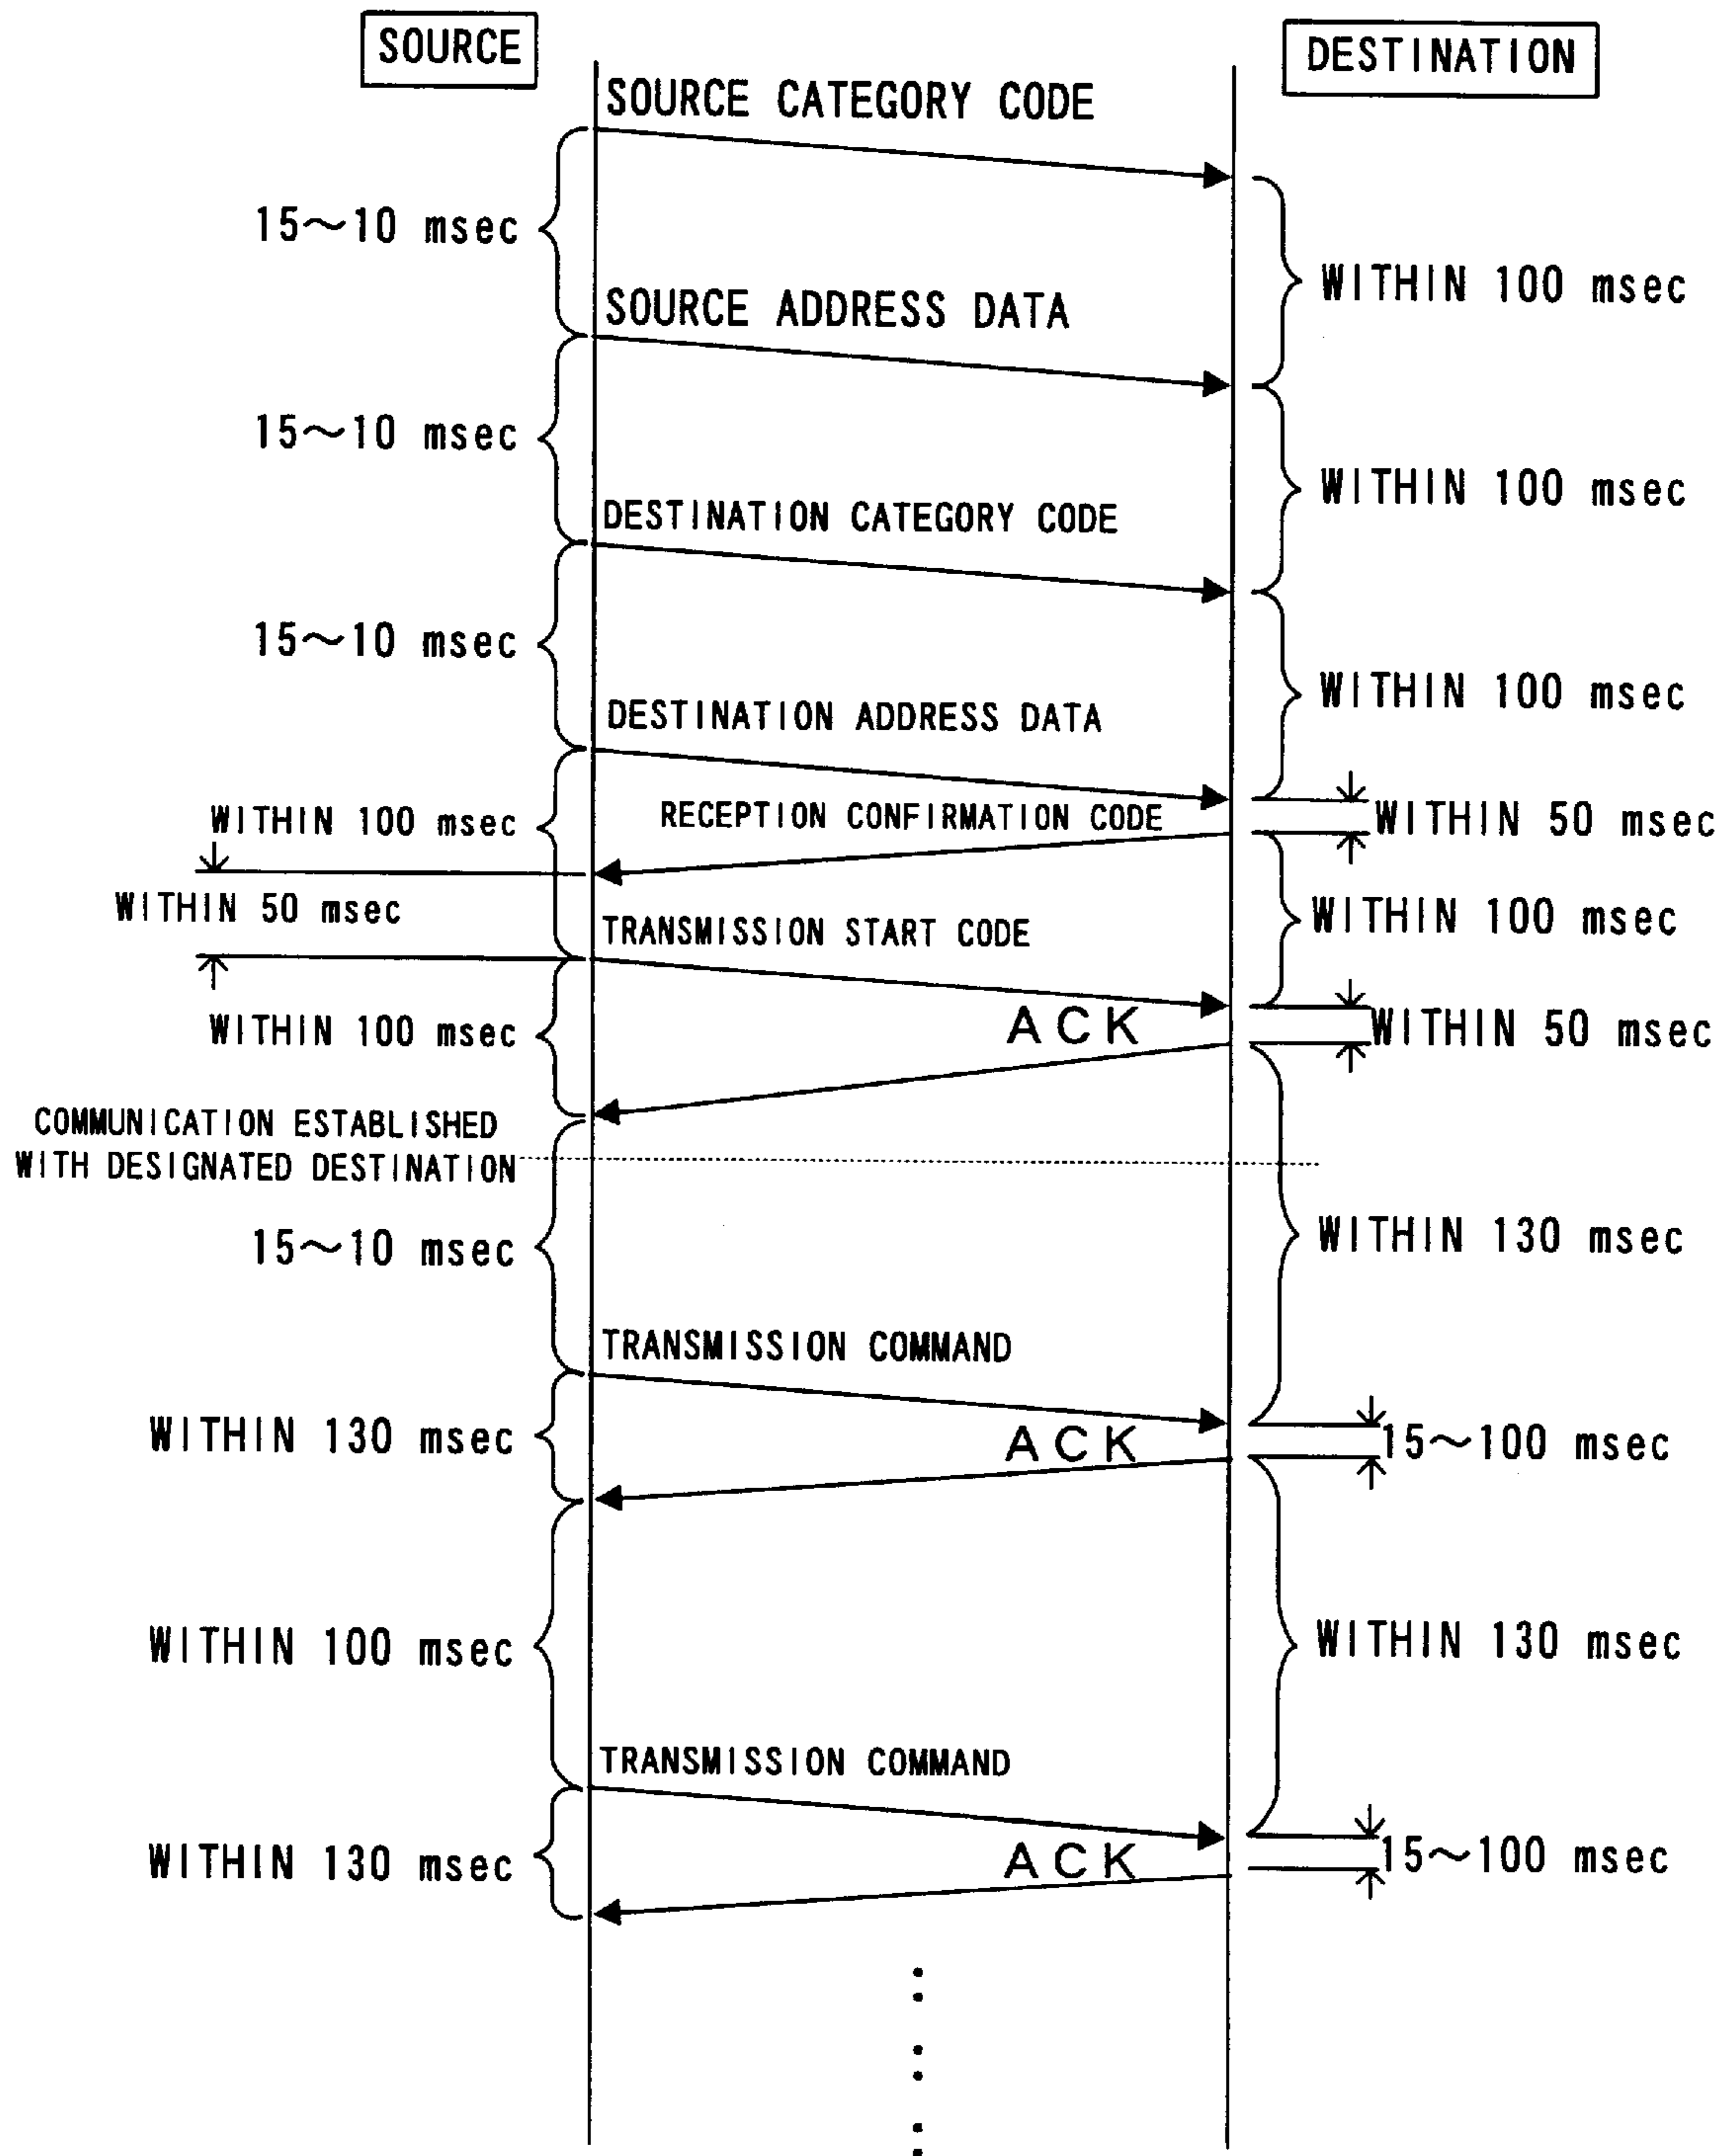 SOURCE
DESTINATION
SOURCE CATEGORY CODE
15～10 msec
WITHIN 100 msec
SOURCE ADDRESS DATA
15～10 msec
WITHIN 100 msec
DESTINATION CATEGORY CODE
15～10 msec
WITHIN 100 msec
DESTINATION ADDRESS DATA
WITHIN 100 msec
RECEPTION CONFIRMATION CODE
WITHIN 50 msec
WITHIN 50 msec
TRANSMISSION START CODE
WITHIN 100 msec
WITHIN 100 msec
ACK
WITHIN 50 msec
COMMUNICATION ESTABLISHED
WITH DESIGNATED DESTINATION
15～10 msec
WITHIN 130 msec
TRANSMISSION COMMAND
WITHIN 130 msec
ACK
15～100 msec
WITHIN 100 msec
WITHIN 130 msec
TRANSMISSION COMMAND
WITHIN 130 msec
ACK
15～100 msec